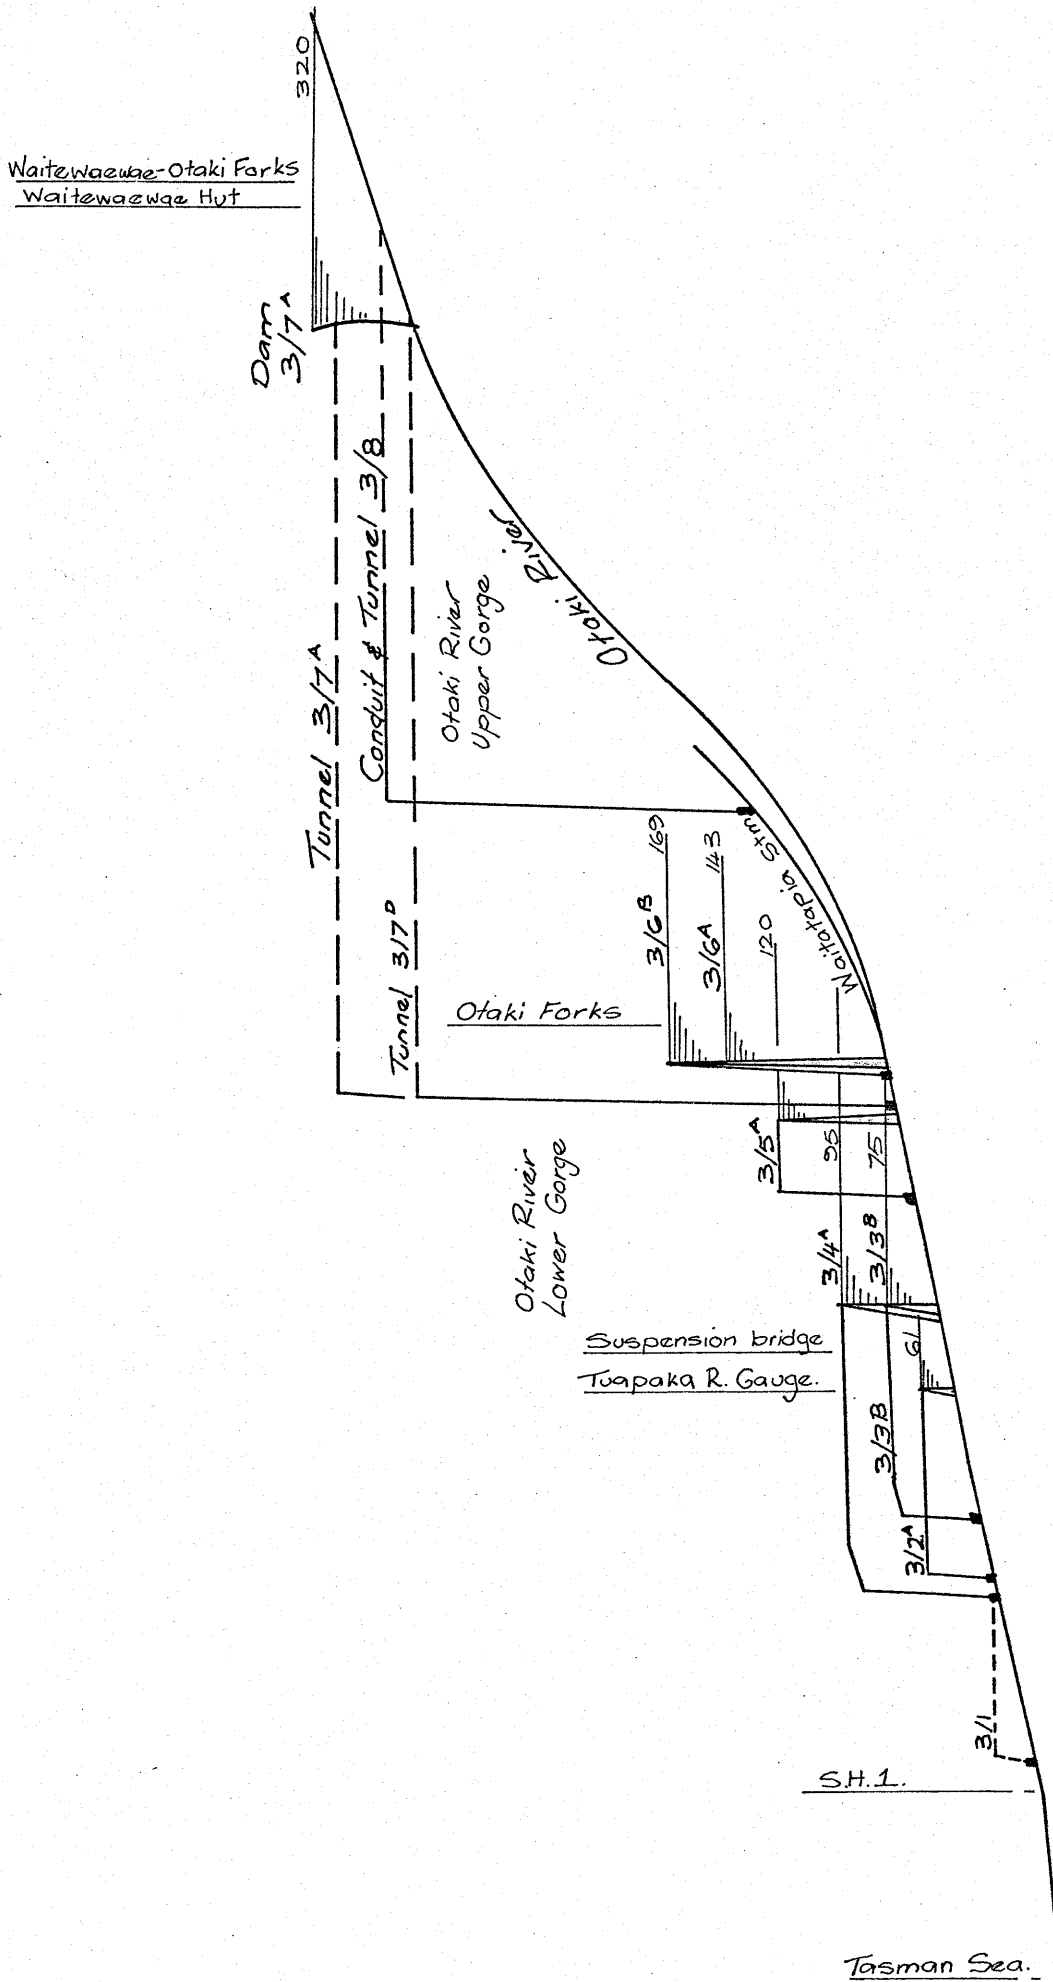 320
Waitewaewae-Otaki Forks
Waitewaewae Hut
Dam
3/7ᴬ
Tunnel 3/7ᴬ
Conduit & Tunnel 3/8
Otaki River
Upper Gorge
Otaki River
Tunnel 3/7ᴰ
Otaki Forks
3/6ᴮ 169
3/6ᴬ 143
120
Waitatapia Stm
Otaki River
Lower Gorge
3/5ᴬ
3/4ᴬ 95
3/3ᴮ 75
Suspension bridge
Tuapaka R. Gauge.
61
3/3B
3/2ᴬ
3/1
S.H.1.
Tasman Sea.